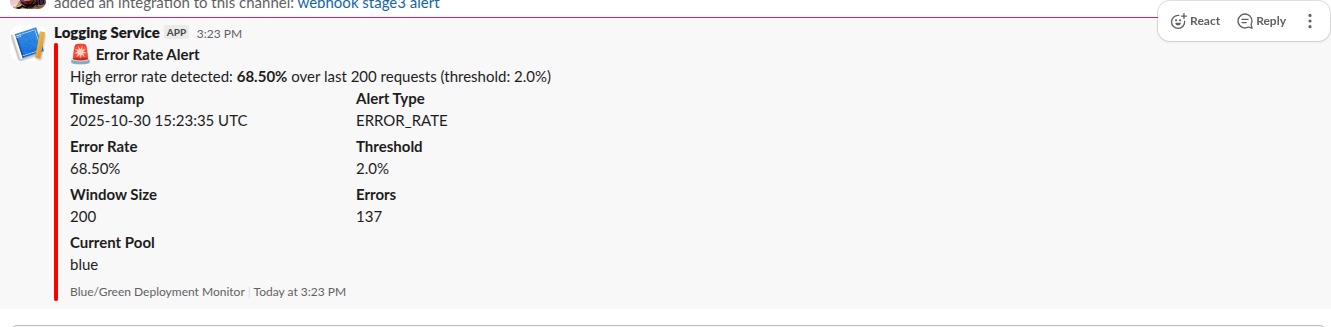 added an integration to this channel: webhook stage3 alert
React Reply
Logging Service APP 3:23 PM
Error Rate Alert
High error rate detected: 68.50% over last 200 requests (threshold: 2.0%)
Timestamp Alert Type
2025-10-30 15:23:35 UTC ERROR_RATE
Error Rate Threshold
68.50% 2.0%
Window Size Errors
200 137
Current Pool
blue
Blue/Green Deployment Monitor | Today at 3:23 PM